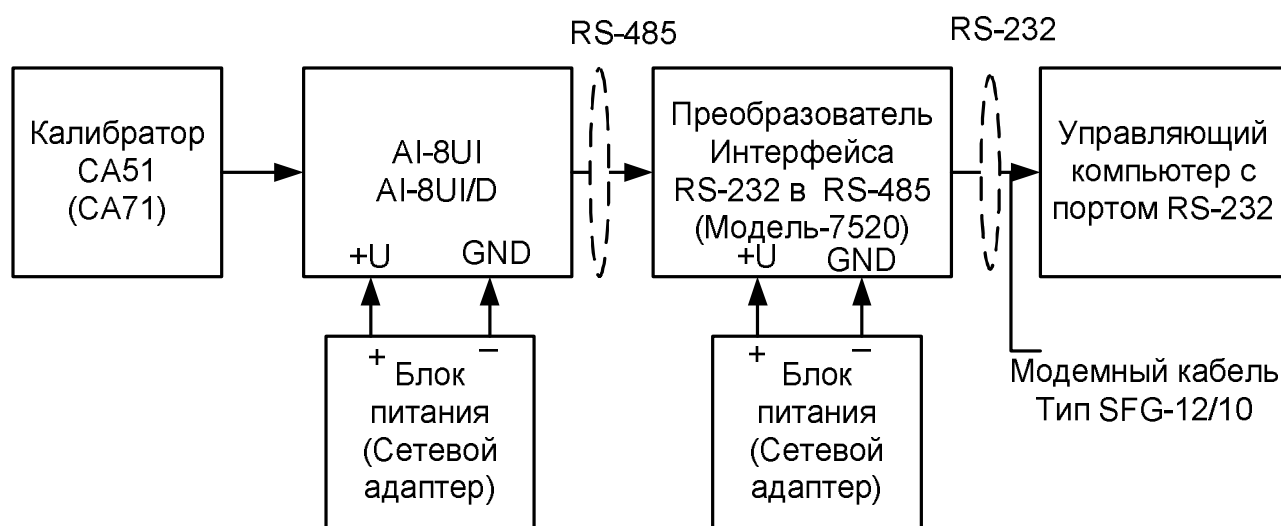 RS-485
RS-232
Калибратор
CA51
(CA71)
AI-8UI
AI-8UI/D
+U
GND
Преобразователь
Интерфейса
RS-232 в RS-485
(Модель-7520)
+U
GND
Управляющий
компьютер с
портом RS-232
+
–
Блок
питания
(Сетевой
адаптер)
+
–
Блок
питания
(Сетевой
адаптер)
Модемный кабель
Тип SFG-12/10